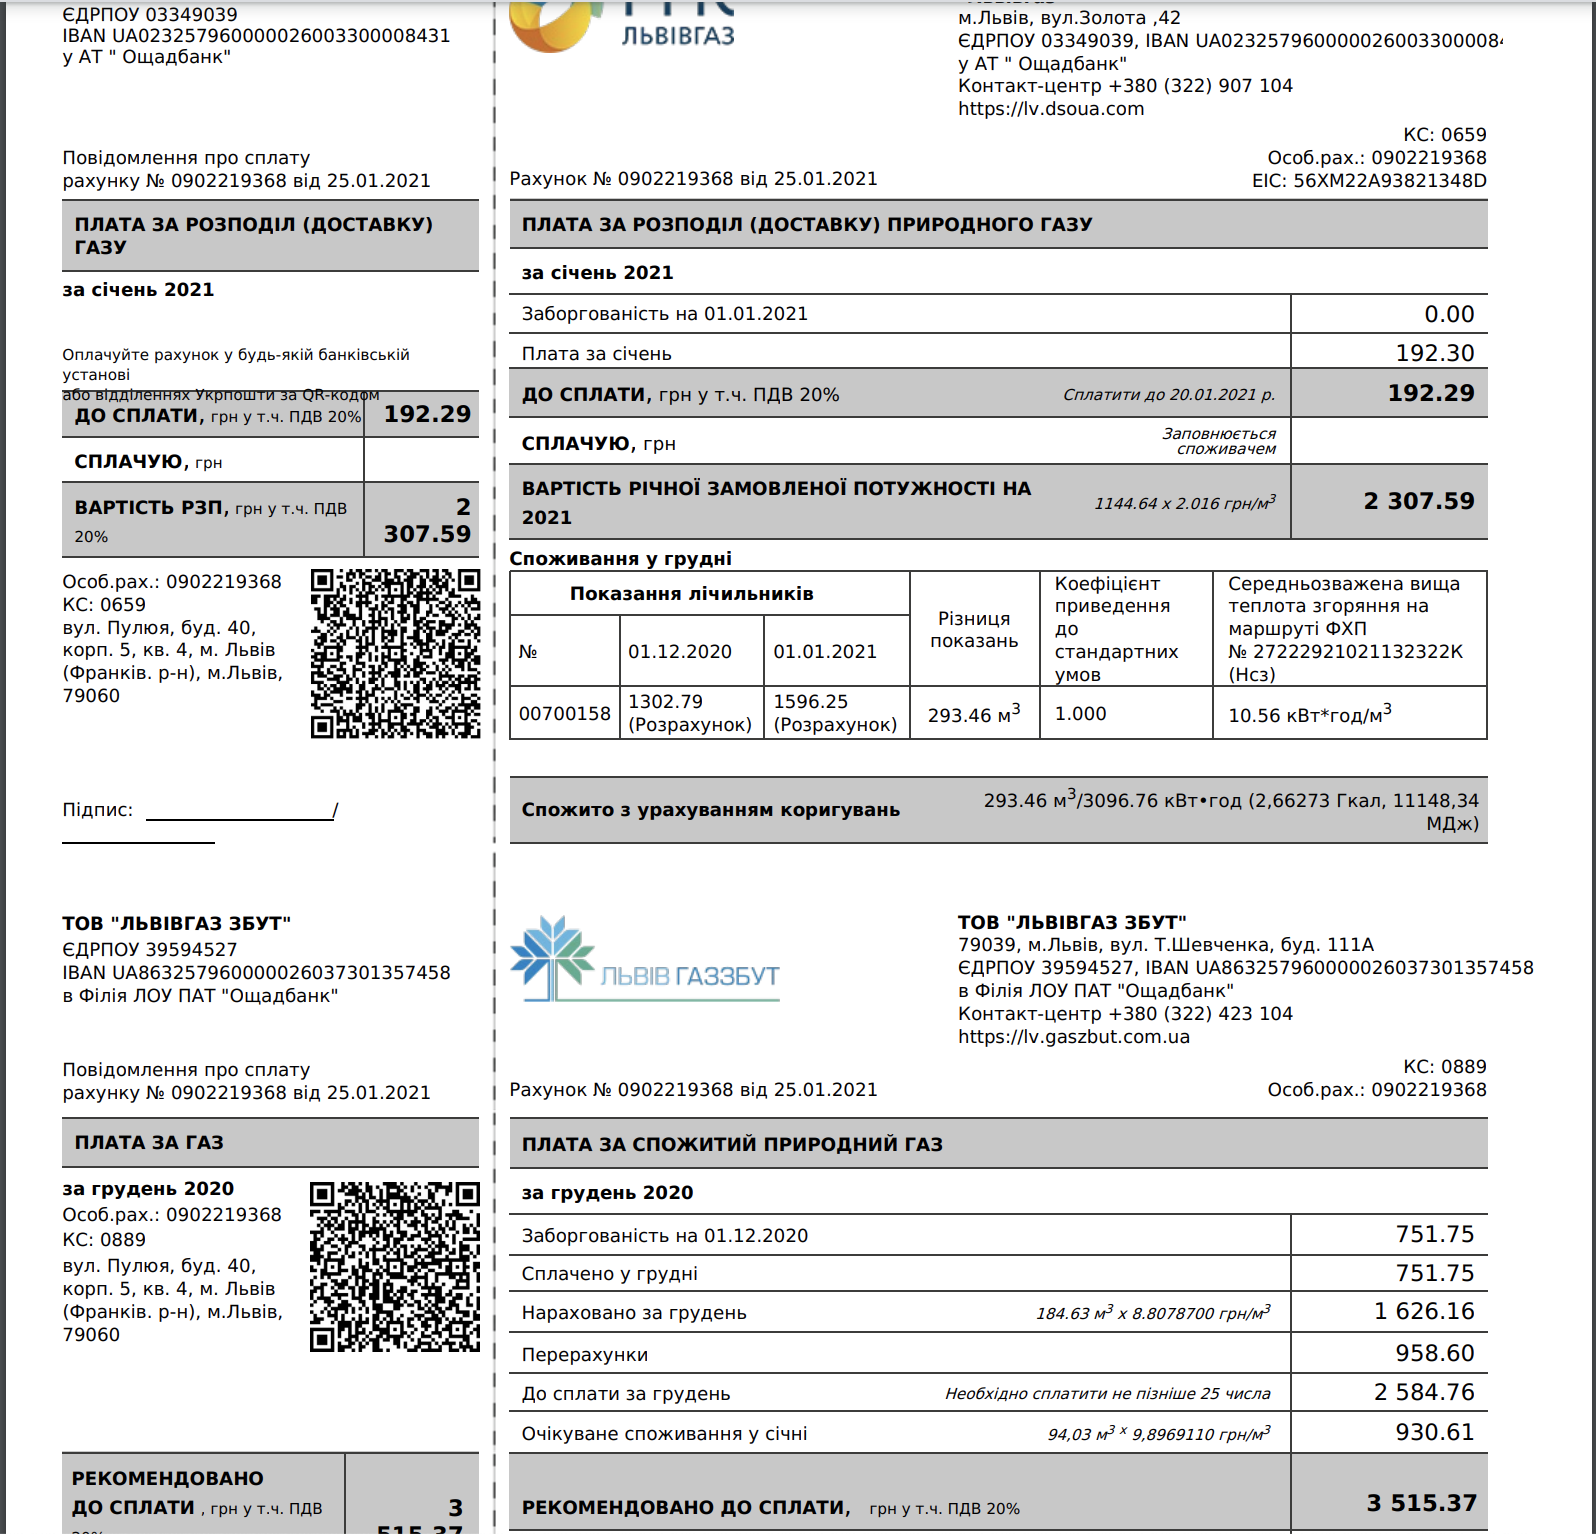 ЄДРПОУ 03349039
IBAN UA023257960000026003300008431
у АТ " Ощадбанк"
Повідомлення про сплату
рахунку № 0902219368 від 25.01.2021
ПЛАТА ЗА РОЗПОДІЛ (ДОСТАВКУ)
ГАЗУ
за січень 2021
Оплачуйте рахунок у будь-якій банківській
установі
або відділеннях Укрпошти за QR-кодом
ДО СПЛАТИ, грн у т.ч. ПДВ 20% 192.29
СПЛАЧУЮ, грн
ВАРТІСТЬ РЗП, грн у т.ч. ПДВ
20%
2
307.59
Особ.рах.: 0902219368
КС: 0659
вул. Пулюя, буд. 40,
корп. 5, кв. 4, м. Львів
(Франків. р-н), м.Львів,
79060
Підпис: /
ЛЬВІВГАЗ
м.Львів, вул.Золота ,42
ЄДРПОУ 03349039, IBAN UA0232579600000260033000084
у АТ " Ощадбанк"
Контакт-центр +380 (322) 907 104
https://lv.dsoua.com
КС: 0659
Особ.рах.: 0902219368
EIC: 56XM22A93821348D
Рахунок № 0902219368 від 25.01.2021
ПЛАТА ЗА РОЗПОДІЛ (ДОСТАВКУ) ПРИРОДНОГО ГАЗУ
за січень 2021
Заборгованість на 01.01.2021 0.00
Плата за січень 192.30
ДО СПЛАТИ, грн у т.ч. ПДВ 20% Сплатити до 20.01.2021 р. 192.29
СПЛАЧУЮ, грн Заповнюється
споживачем
ВАРТІСТЬ РІЧНОЇ ЗАМОВЛЕНОЇ ПОТУЖНОСТІ НА
2021
1144.64 х 2.016 грн/м³ 2 307.59
Споживання у грудні
Показання лічильників
№ 01.12.2020 01.01.2021
Різниця
показань
Коефіцієнт
приведення
до
стандартних
умов
Середньозважена вища
теплота згоряння на
маршруті ФХП
№ 27222921021132322К
(Нсз)
00700158
1302.79
(Розрахунок)
1596.25
(Розрахунок)
293.46 м³
1.000
10.56 кВт*год/м³
Спожито з урахуванням коригувань
293.46 м³/3096.76 кВт•год (2,66273 Гкал, 11148,34
МДж)
ТОВ "ЛЬВІВГАЗ ЗБУТ"
ЄДРПОУ 39594527
IBAN UA863257960000026037301357458
в Філія ЛОУ ПАТ "Ощадбанк"
Повідомлення про сплату
рахунку № 0902219368 від 25.01.2021
ПЛАТА ЗА ГАЗ
за грудень 2020
Особ.рах.: 0902219368
КС: 0889
вул. Пулюя, буд. 40,
корп. 5, кв. 4, м. Львів
(Франків. р-н), м.Львів,
79060
РЕКОМЕНДОВАНО
ДО СПЛАТИ , грн у т.ч. ПДВ
20%
3
515.37
ЛЬВІВ ГАЗЗБУТ
ТОВ "ЛЬВІВГАЗ ЗБУТ"
79039, м.Львів, вул. Т.Шевченка, буд. 111А
ЄДРПОУ 39594527, IBAN UA863257960000026037301357458
в Філія ЛОУ ПАТ "Ощадбанк"
Контакт-центр +380 (322) 423 104
https://lv.gaszbut.com.ua
КС: 0889
Рахунок № 0902219368 від 25.01.2021 Особ.рах.: 0902219368
ПЛАТА ЗА СПОЖИТИЙ ПРИРОДНИЙ ГАЗ
за грудень 2020
Заборгованість на 01.12.2020 751.75
Сплачено у грудні 751.75
Нараховано за грудень 184.63 м³ х 8.8078700 грн/м³ 1 626.16
Перерахунки 958.60
До сплати за грудень Необхідно сплатити не пізніше 25 числа 2 584.76
Очікуване споживання у січні 94,03 м³ ˣ 9,8969110 грн/м³ 930.61
РЕКОМЕНДОВАНО ДО СПЛАТИ, грн у т.ч. ПДВ 20% 3 515.37